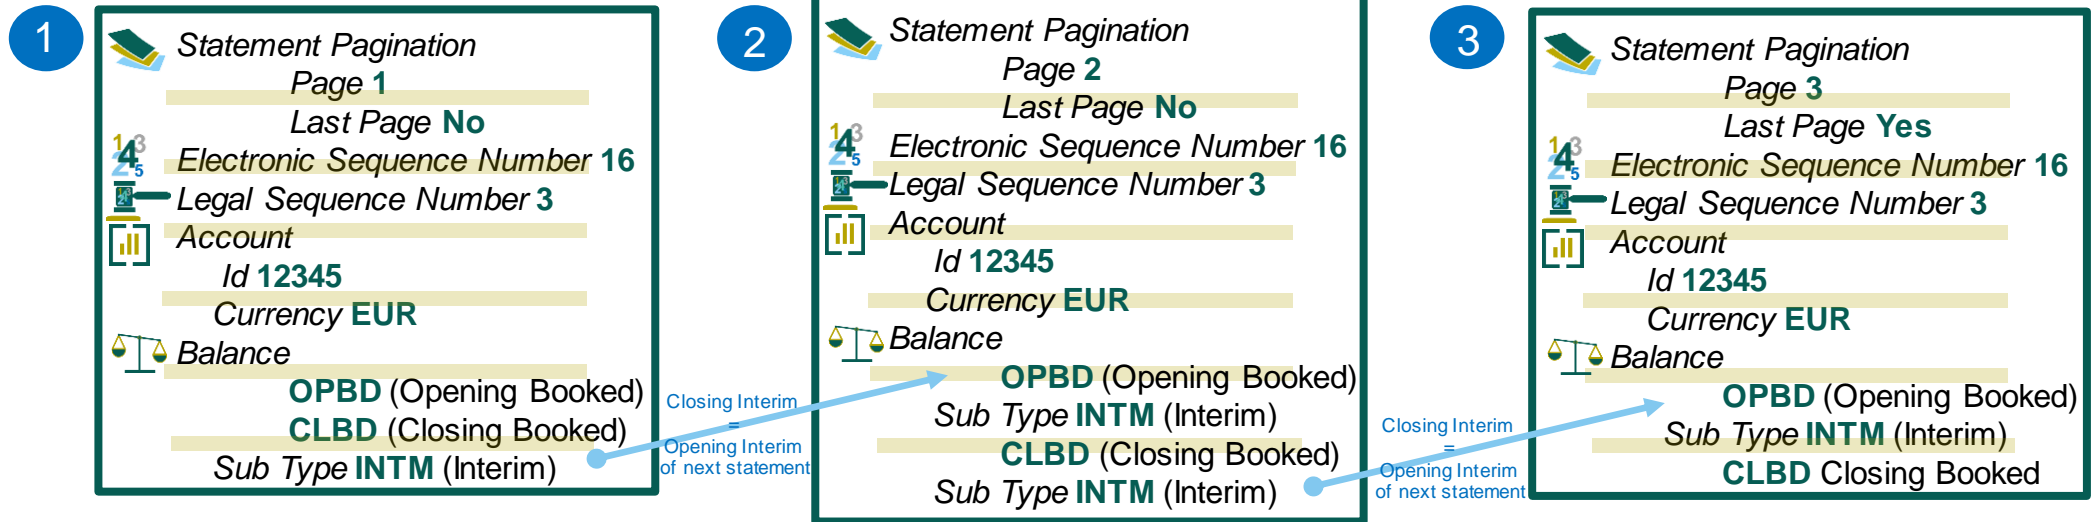 1
Statement Pagination
Page 1
Last Page No
Electronic Sequence Number 16
Legal Sequence Number 3
Account
Id 12345
Currency EUR
Balance
OPBD (Opening Booked)
CLBD (Closing Booked)
Sub Type INTM (Interim)
Closing Interim
=
Opening Interim
of next statement
2
Statement Pagination
Page 2
Last Page No
Electronic Sequence Number 16
Legal Sequence Number 3
Account
Id 12345
Currency EUR
Balance
OPBD (Opening Booked)
Sub Type INTM (Interim)
CLBD (Closing Booked)
Sub Type INTM (Interim)
Closing Interim
=
Opening Interim
of next statement
3
Statement Pagination
Page 3
Last Page Yes
Electronic Sequence Number 16
Legal Sequence Number 3
Account
Id 12345
Currency EUR
Balance
OPBD (Opening Booked)
Sub Type INTM (Interim)
CLBD Closing Booked